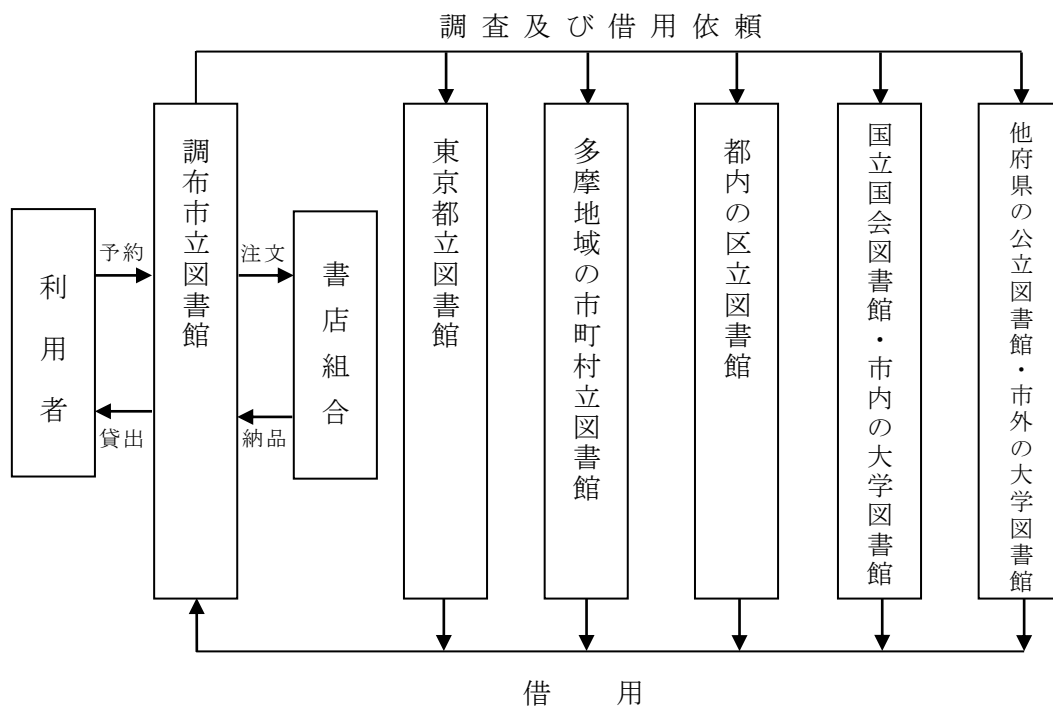 調査及び借用依頼
利用者
予約
貸出
調布市立図書館
注文
納品
書店組合
東京都立図書館
多摩地域の市町村立図書館
都内の区立図書館
国立国会図書館・市内の大学図書館
他府県の公立図書館・市外の大学図書館
借用